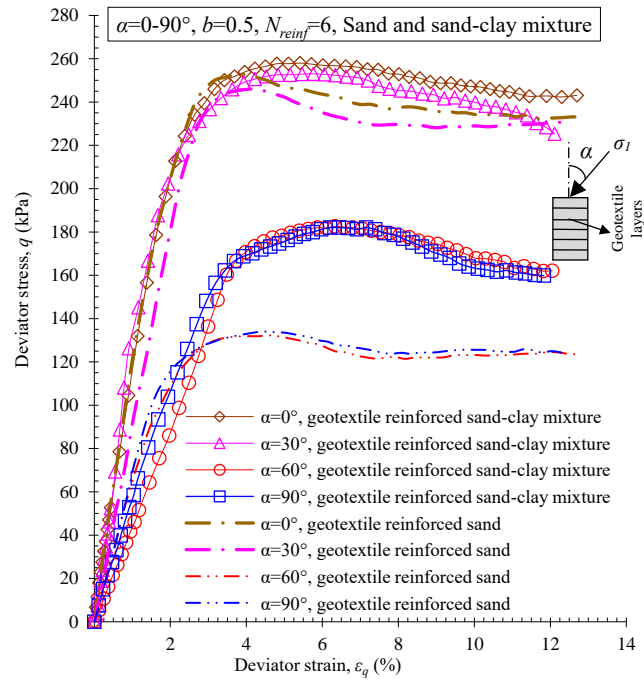 α=0-90°, b=0.5, Nreinf=6, Sand and sand-clay mixture
280
260
240
220
200
180
160
140
120
100
80
60
40
20
0
Deviator stress, q (kPa)
α
σ1
Geotextile
layers
α=0°, geotextile reinforced sand-clay mixture
α=30°, geotextile reinforced sand-clay mixture
α=60°, geotextile reinforced sand-clay mixture
α=90°, geotextile reinforced sand-clay mixture
α=0°, geotextile reinforced sand
α=30°, geotextile reinforced sand
α=60°, geotextile reinforced sand
α=90°, geotextile reinforced sand
0 2 4 6 8 10 12 14
Deviator strain, εq (%)